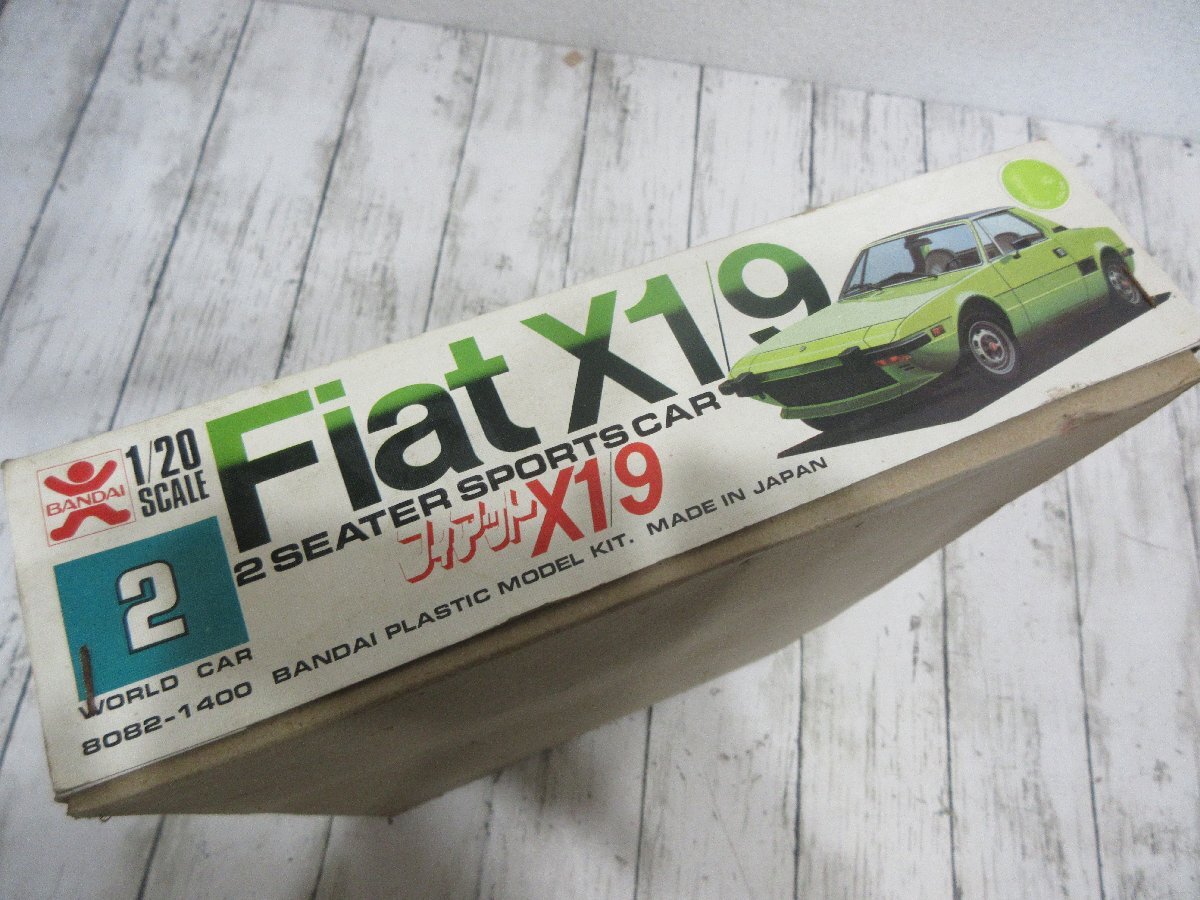 BANDAI
1/20
SCALE
Fiat X1/9
2 SEATER SPORTS CAR
フィアットX1/9
2
WORLD CAR
8082-1400 BANDAI PLASTIC MODEL KIT. MADE IN JAPAN